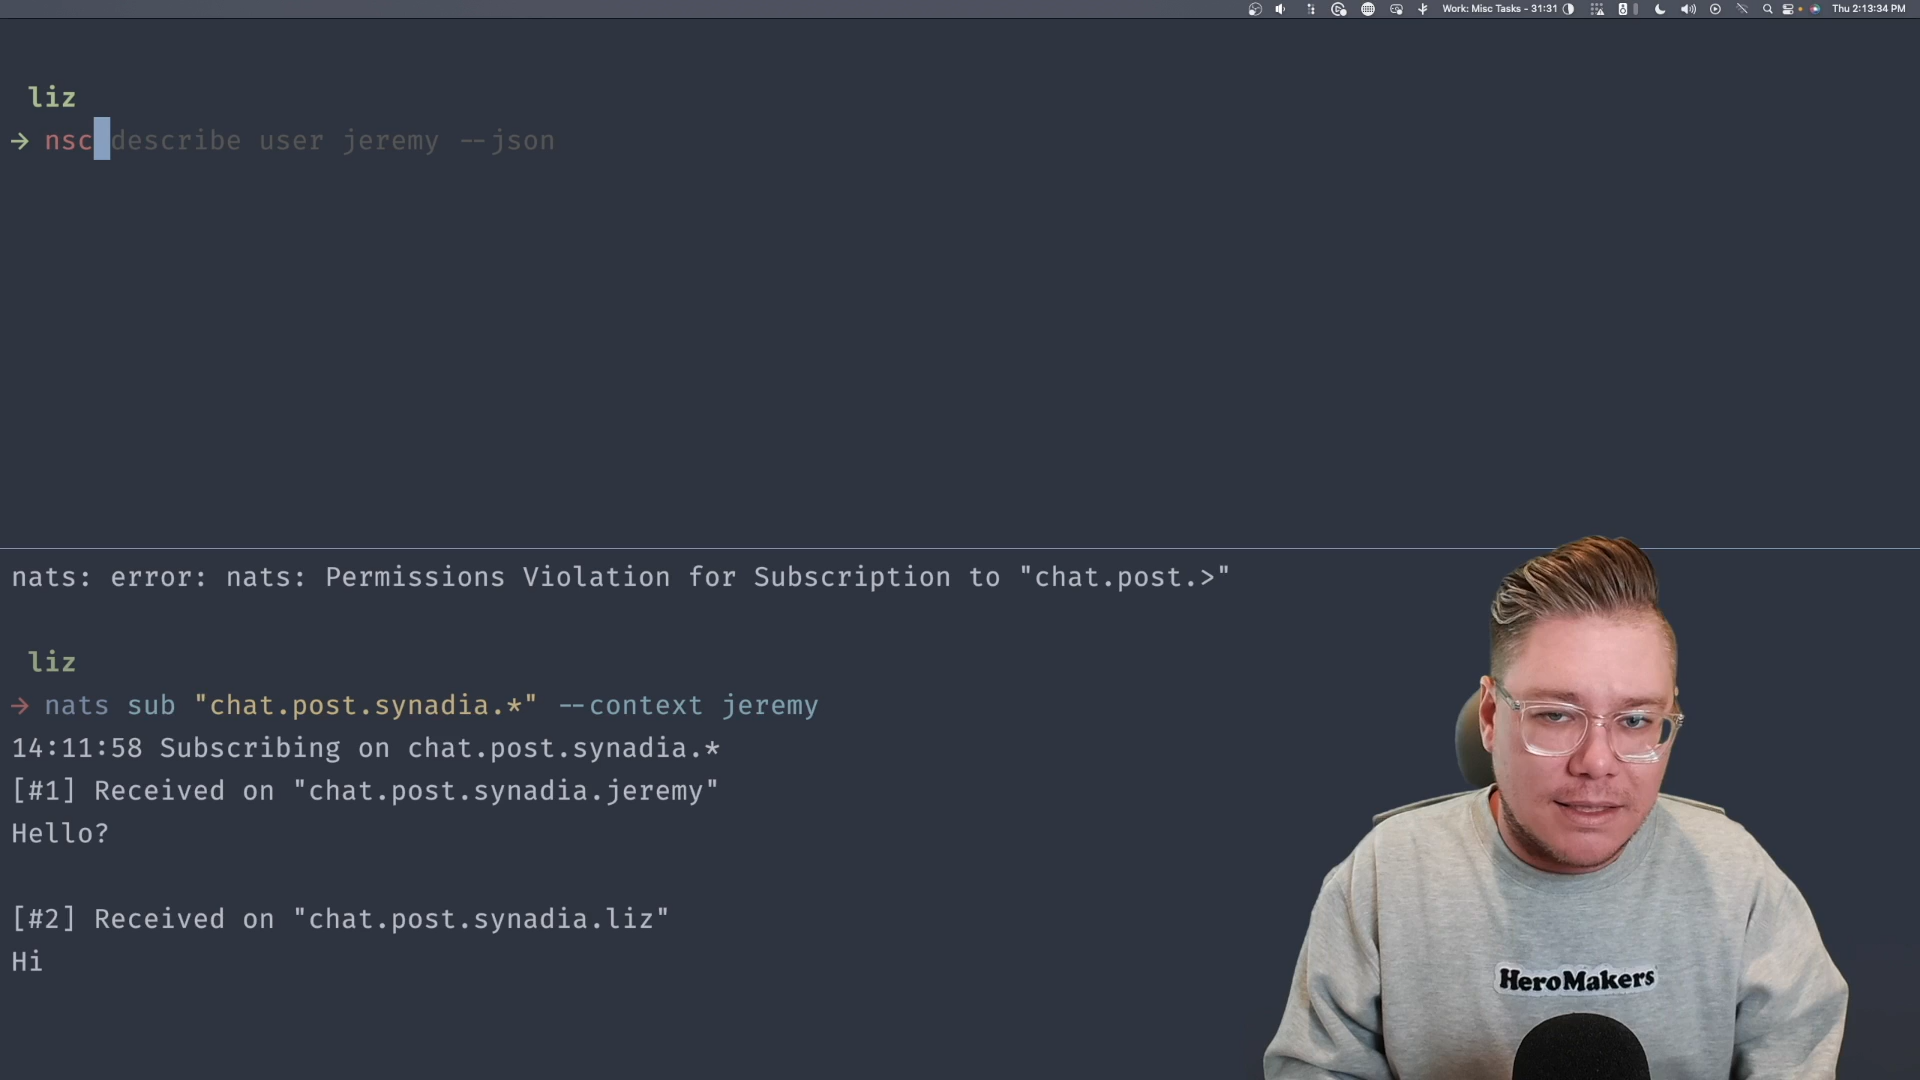 Work: Misc Tasks - 31:31
Thu 2:13:34 PM
liz
→ nsc describe user jeremy --json
nats: error: nats: Permissions Violation for Subscription to "chat.post.>"
liz
→ nats sub "chat.post.synadia.*" --context jeremy
14:11:58 Subscribing on chat.post.synadia.*
[#1] Received on "chat.post.synadia.jeremy"
Hello?
[#2] Received on "chat.post.synadia.liz"
Hi
HeroMakers